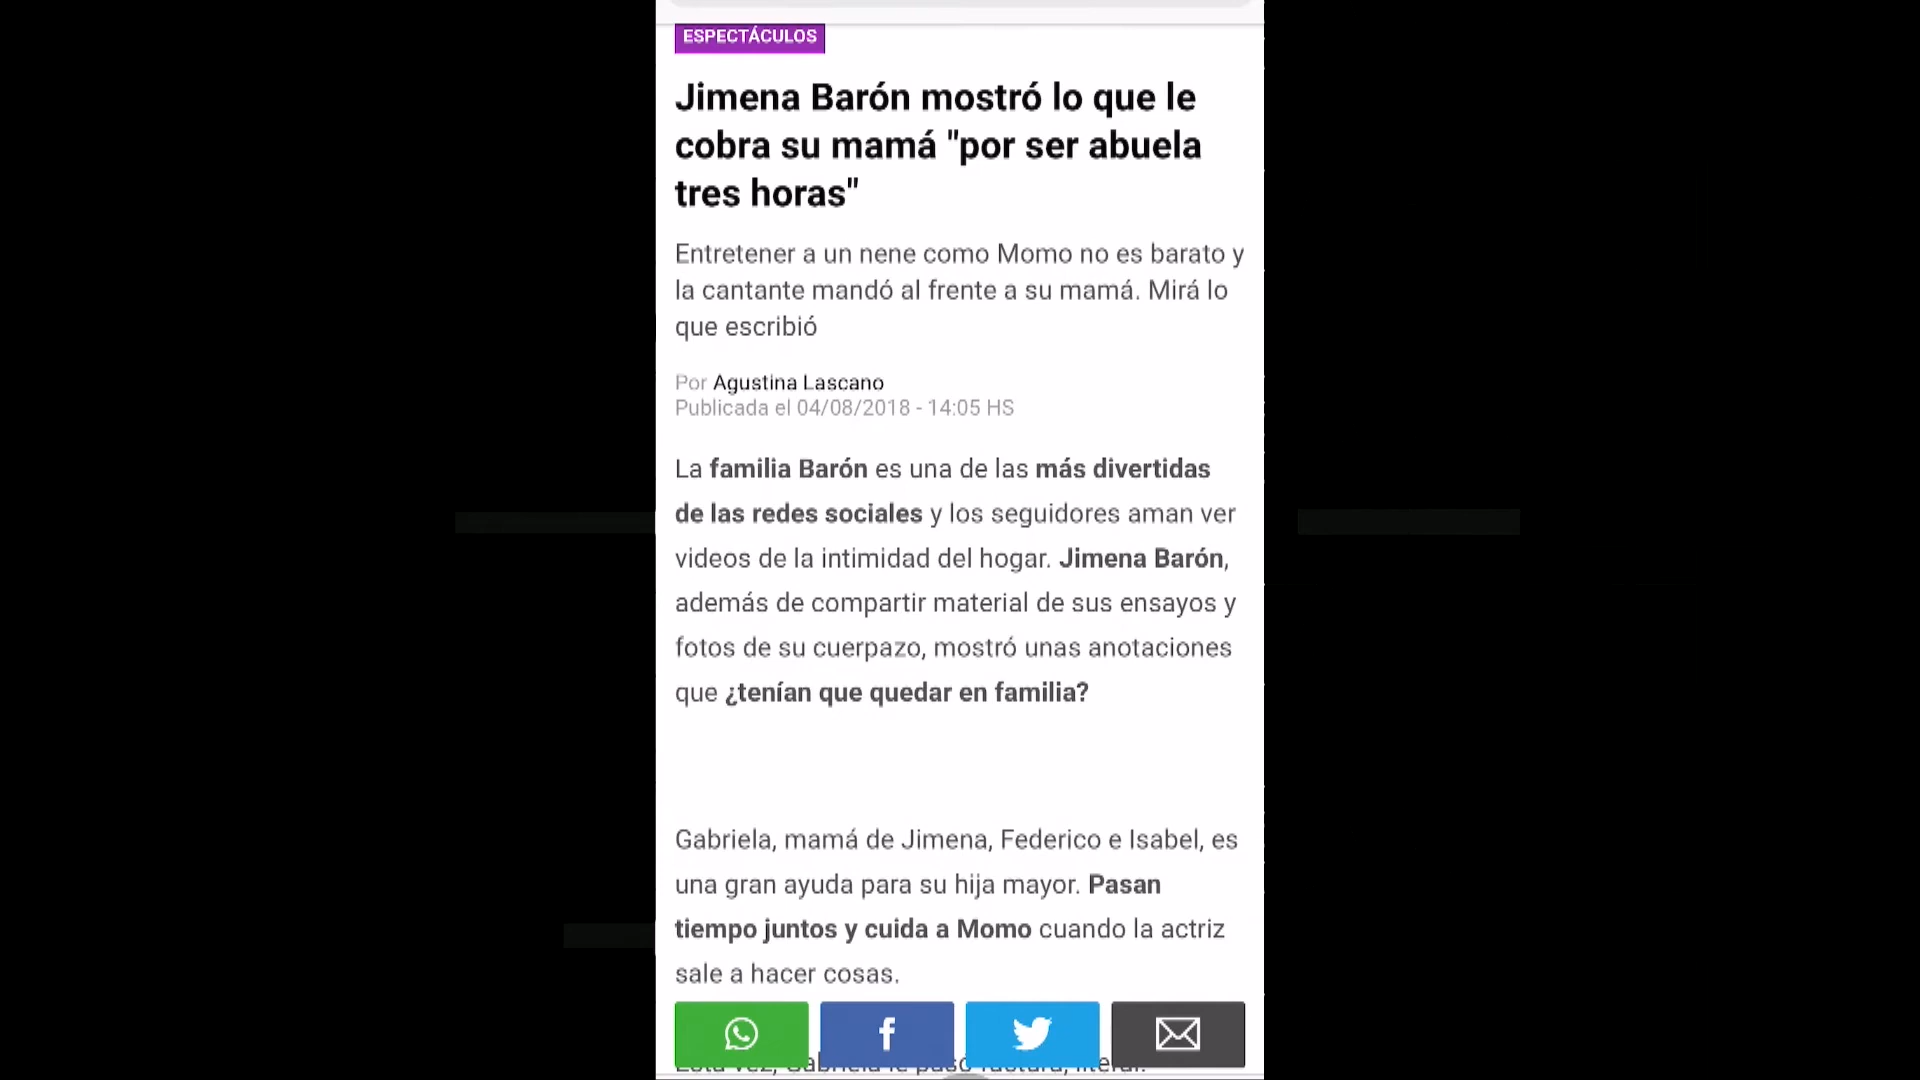 ESPECTÁCULOS
Jimena Barón mostró lo que le
cobra su mamá "por ser abuela
tres horas"
Entretener a un nene como Momo no es barato y
la cantante mandó al frente a su mamá. Mirá lo
que escribió
Por Agustina Lascano
Publicada el 04/08/2018 - 14:05 HS
La familia Barón es una de las más divertidas
de las redes sociales y los seguidores aman ver
videos de la intimidad del hogar. Jimena Barón,
además de compartir material de sus ensayos y
fotos de su cuerpazo, mostró unas anotaciones
que ¿tenían que quedar en familia?
Gabriela, mamá de Jimena, Federico e Isabel, es
una gran ayuda para su hija mayor. Pasan
tiempo juntos y cuida a Momo cuando la actriz
sale a hacer cosas.